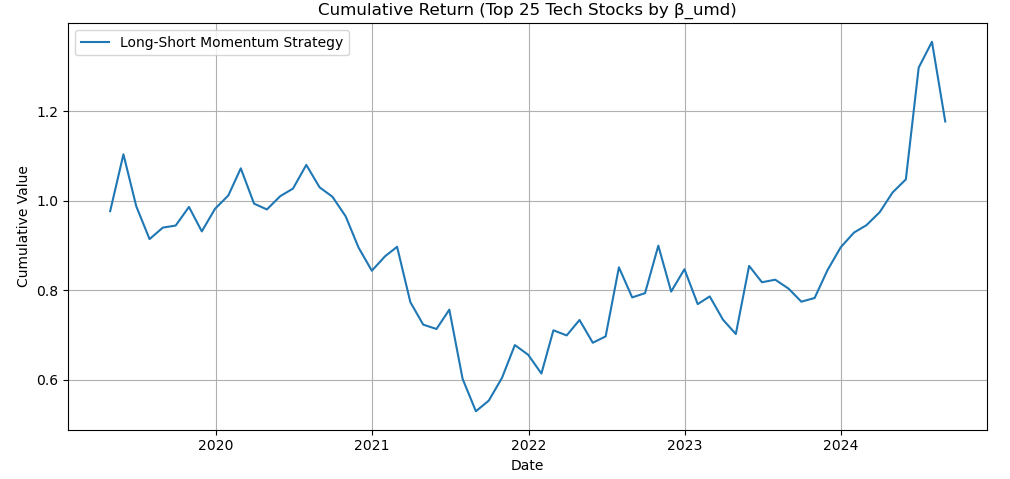 Cumulative Return (Top 25 Tech Stocks by β_umd)
Long-Short Momentum Strategy
Cumulative Value
1.2
1.0
0.8
0.6
2020 2021 2022 2023 2024
Date